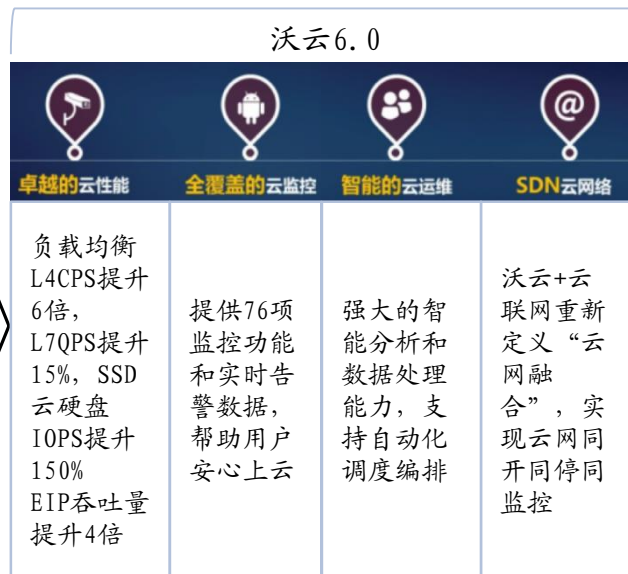 沃云6.0
卓越的云性能
全覆盖的云监控
智能的云运维
SDN云网络
负载均衡
L4CPS提升
6倍,
L7QPS提升
15%, SSD
云硬盘
IOPS提升
150%
EIP吞吐量
提升4倍
提供76项
监控功能
和实时告
警数据,
帮助用户
安心上云
强大的智
能分析和
数据处理
能力, 支
持自动化
调度编排
沃云+云
联网重新
定义“云
网融
合”, 实
现云网同
开同停同
监控